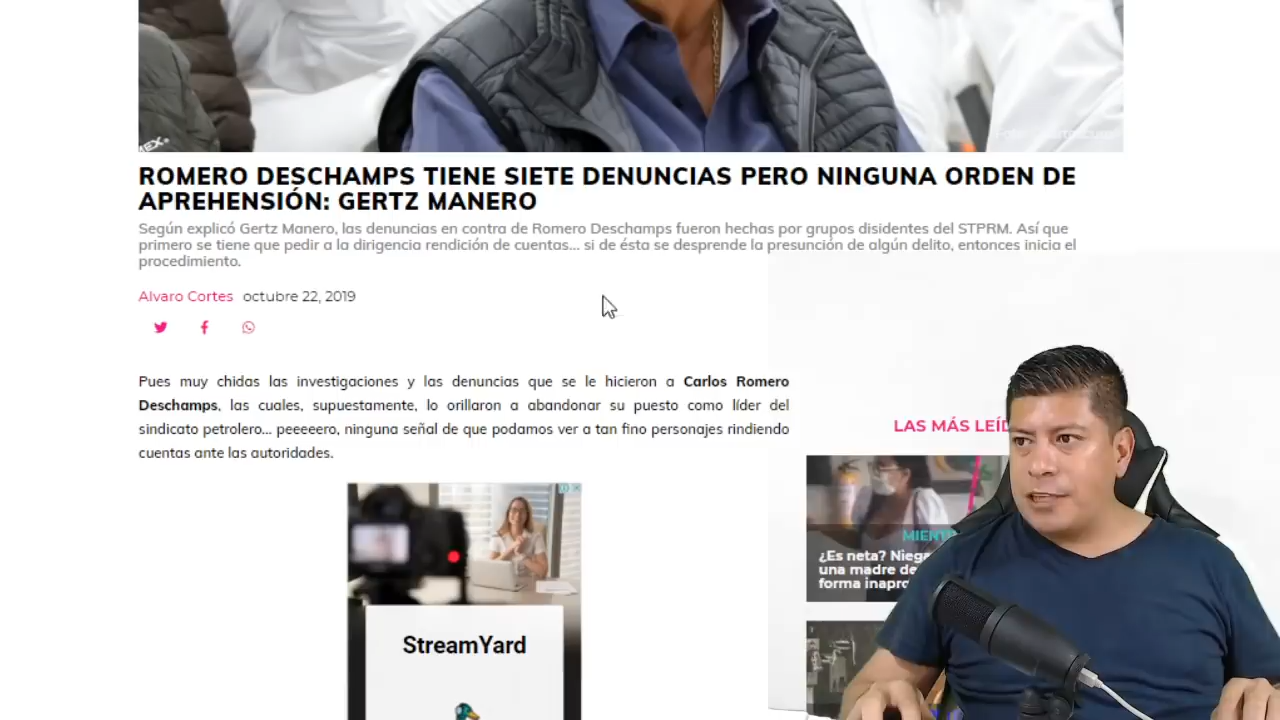 MEX.
ROMERO DESCHAMPS TIENE SIETE DENUNCIAS PERO NINGUNA ORDEN DE
APREHENSIÓN: GERTZ MANERO
Según explicó Gertz Manero, las denuncias en contra de Romero Deschamps fueron hechas por grupos disidentes del STPRM. Así que
primero se tiene que pedir a la dirigencia rendición de cuentas... si de ésta se desprende la presunción de algún delito, entonces inicia el
procedimiento.
Alvaro Cortes octubre 22, 2019
Pues muy chidas las investigaciones y las denuncias que se le hicieron a Carlos Romero
Deschamps, las cuales, supuestamente, lo orillaron a abandonar su puesto como líder del
sindicato petrolero... peeeeero, ninguna señal de que podamos ver a tan fino personajes rindiendo
cuentas ante las autoridades.
LAS MÁS LEÍD
MIENT
¿Es neta? Niega
una madre de
forma inapro
StreamYard